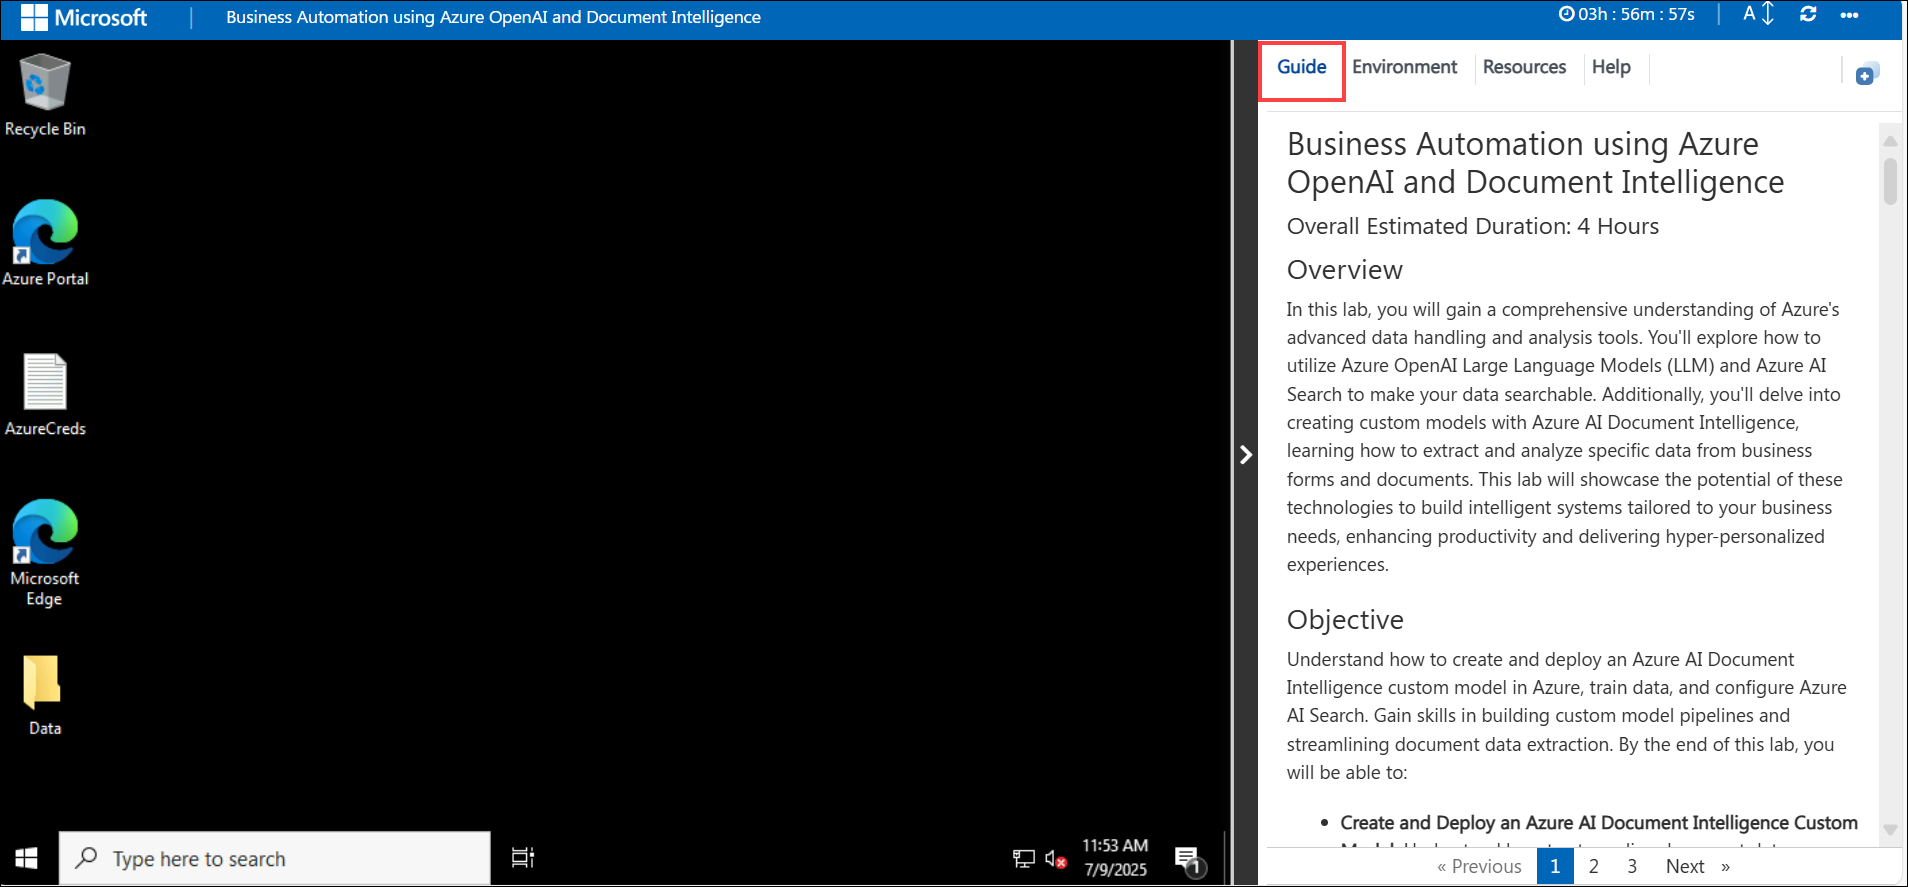 Microsoft
Business Automation using Azure OpenAI and Document Intelligence
03h : 56m : 57s
A
Recycle Bin
Azure Portal
AzureCreds
Microsoft
Edge
Data
Type here to search
11:53 AM
7/9/2025
1
Guide
Environment
Resources
Help
Business Automation using Azure
OpenAI and Document Intelligence
Overall Estimated Duration: 4 Hours
Overview
In this lab, you will gain a comprehensive understanding of Azure's
advanced data handling and analysis tools. You'll explore how to
utilize Azure OpenAI Large Language Models (LLM) and Azure AI
Search to make your data searchable. Additionally, you'll delve into
creating custom models with Azure AI Document Intelligence,
learning how to extract and analyze specific data from business
forms and documents. This lab will showcase the potential of these
technologies to build intelligent systems tailored to your business
needs, enhancing productivity and delivering hyper-personalized
experiences.
Objective
Understand how to create and deploy an Azure AI Document
Intelligence custom model in Azure, train data, and configure Azure
AI Search. Gain skills in building custom model pipelines and
streamlining document data extraction. By the end of this lab, you
will be able to:
• Create and Deploy an Azure AI Document Intelligence Custom
« Previous 1 2 3 Next »